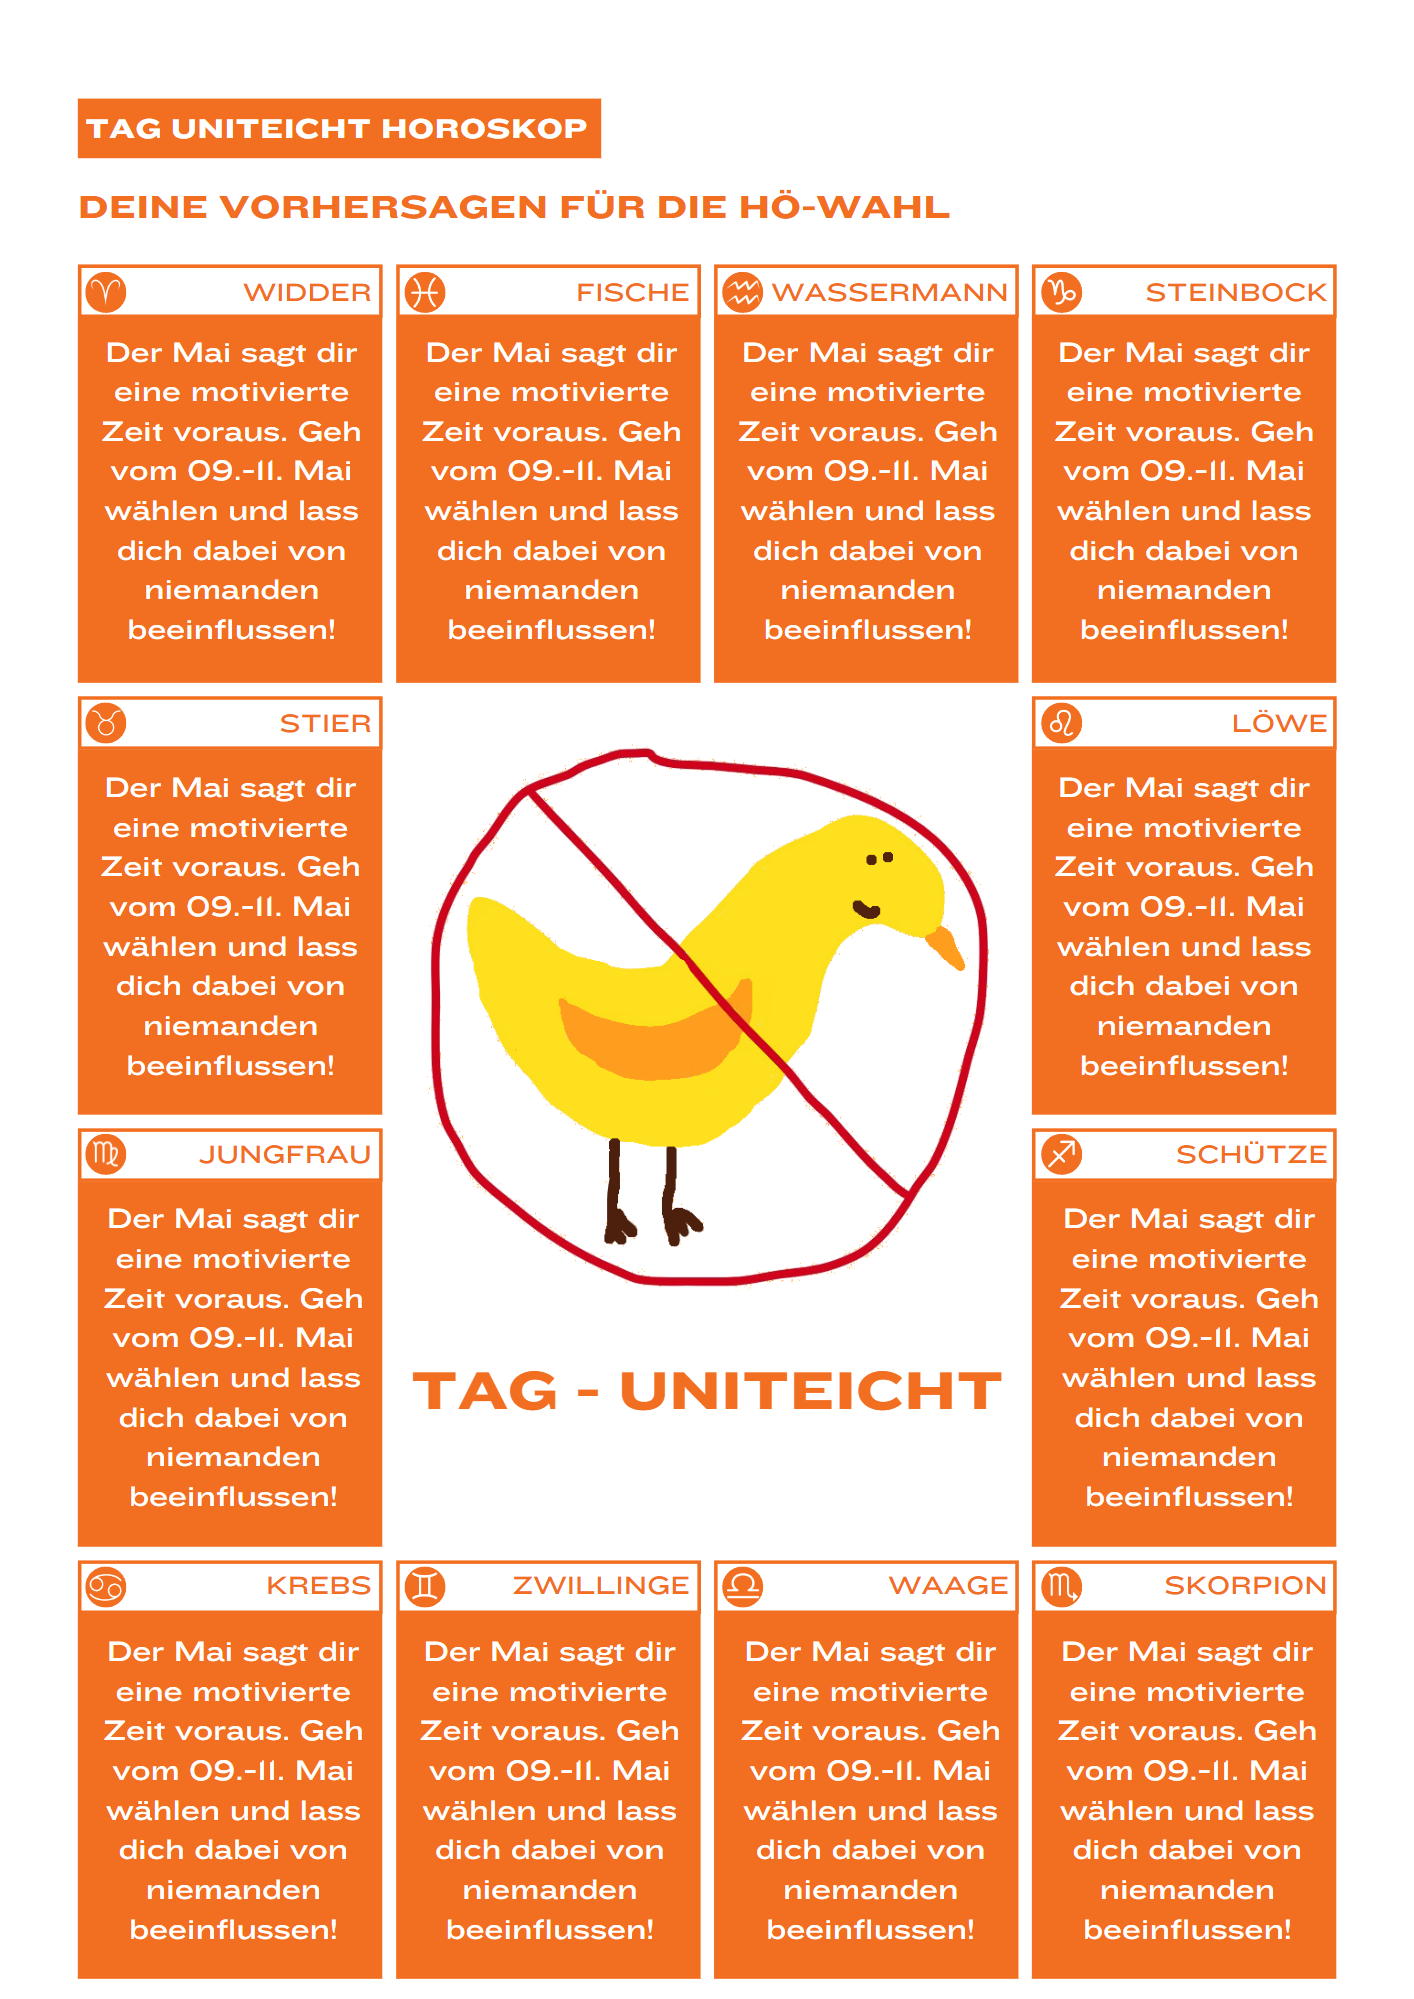 TAG UNITEICHT HOROSKOP
DEINE VORHERSAGEN FÜR DIE HÖ-WAHL
WIDDER
Der Mai sagt dir
eine motivierte
Zeit voraus. Geh
vom 09.-11. Mai
wählen und lass
dich dabei von
niemanden
beeinflussen!
FISCHE
Der Mai sagt dir
eine motivierte
Zeit voraus. Geh
vom 09.-11. Mai
wählen und lass
dich dabei von
niemanden
beeinflussen!
WASSERMANN
Der Mai sagt dir
eine motivierte
Zeit voraus. Geh
vom 09.-11. Mai
wählen und lass
dich dabei von
niemanden
beeinflussen!
STEINBOCK
Der Mai sagt dir
eine motivierte
Zeit voraus. Geh
vom 09.-11. Mai
wählen und lass
dich dabei von
niemanden
beeinflussen!
STIER
Der Mai sagt dir
eine motivierte
Zeit voraus. Geh
vom 09.-11. Mai
wählen und lass
dich dabei von
niemanden
beeinflussen!
LÖWE
Der Mai sagt dir
eine motivierte
Zeit voraus. Geh
vom 09.-11. Mai
wählen und lass
dich dabei von
niemanden
beeinflussen!
JUNGFRAU
Der Mai sagt dir
eine motivierte
Zeit voraus. Geh
vom 09.-11. Mai
wählen und lass
dich dabei von
niemanden
beeinflussen!
TAG - UNITEICHT
SCHÜTZE
Der Mai sagt dir
eine motivierte
Zeit voraus. Geh
vom 09.-11. Mai
wählen und lass
dich dabei von
niemanden
beeinflussen!
KREBS
Der Mai sagt dir
eine motivierte
Zeit voraus. Geh
vom 09.-11. Mai
wählen und lass
dich dabei von
niemanden
beeinflussen!
ZWILLINGE
Der Mai sagt dir
eine motivierte
Zeit voraus. Geh
vom 09.-11. Mai
wählen und lass
dich dabei von
niemanden
beeinflussen!
WAAGE
Der Mai sagt dir
eine motivierte
Zeit voraus. Geh
vom 09.-11. Mai
wählen und lass
dich dabei von
niemanden
beeinflussen!
SKORPION
Der Mai sagt dir
eine motivierte
Zeit voraus. Geh
vom 09.-11. Mai
wählen und lass
dich dabei von
niemanden
beeinflussen!